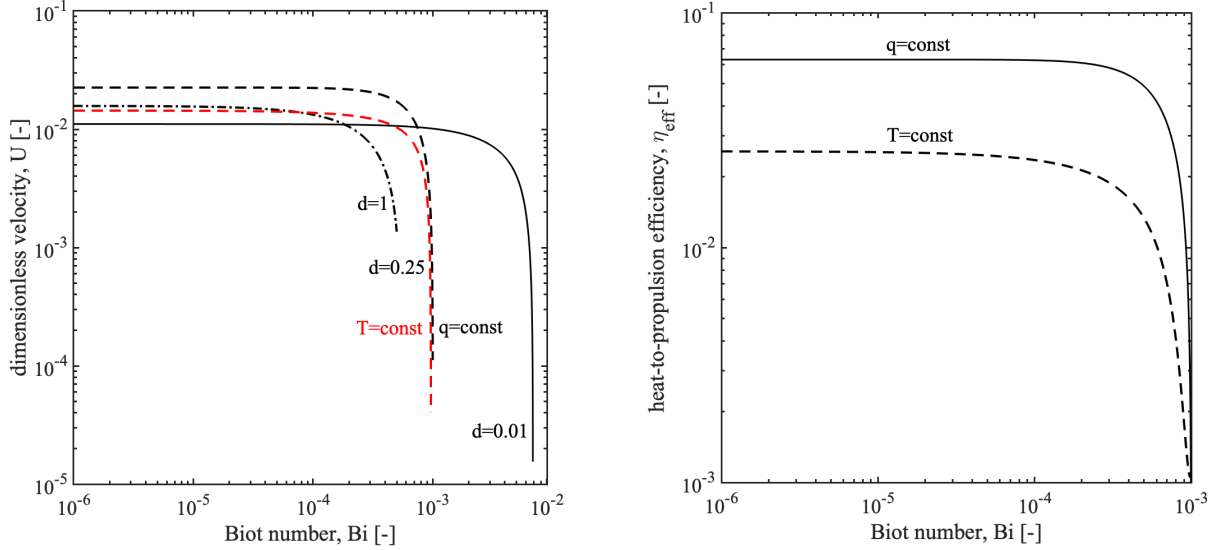 dimensionless velocity, U [-]
10^-1
10^-2
10^-3
10^-4
10^-5
d=1
d=0.25
T=const q=const
d=0.01
10^-6 10^-5 10^-4 10^-3 10^-2
Biot number, Bi [-]
heat-to-propulsion efficiency, η_eff [-]
10^-1
10^-2
10^-3
q=const
T=const
10^-6 10^-5 10^-4 10^-3
Biot number, Bi [-]